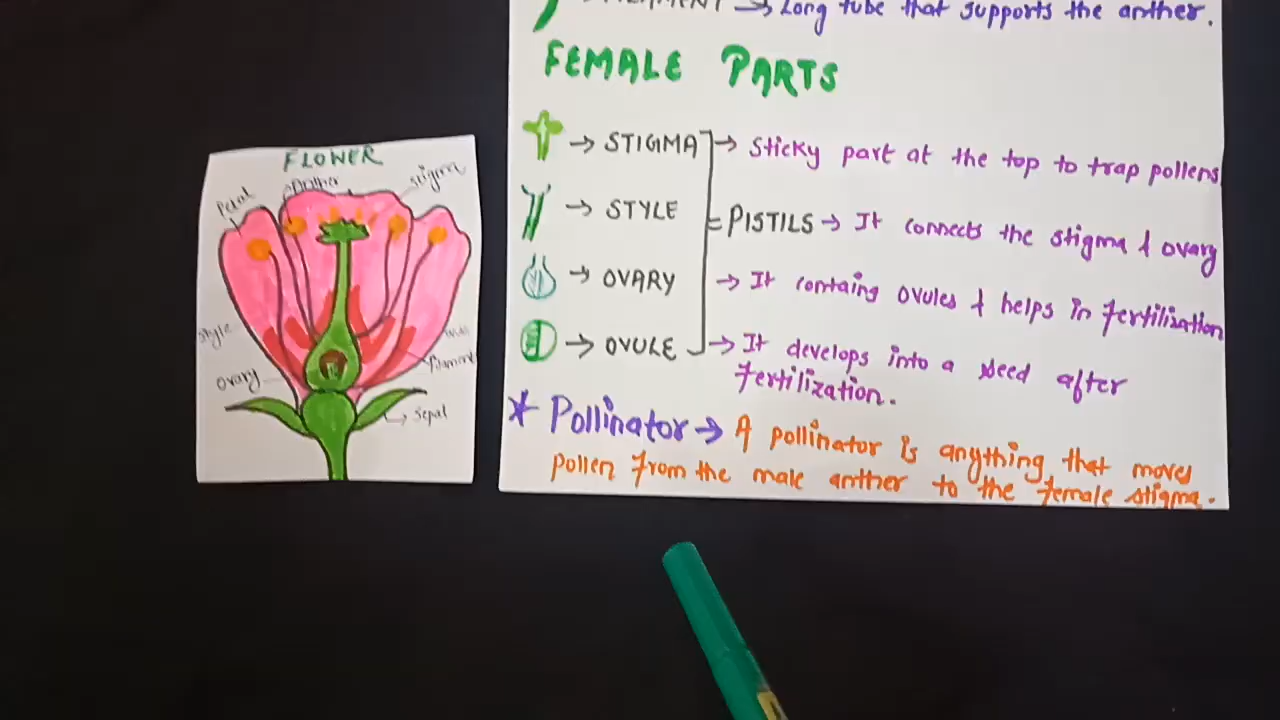 → Long tube that supports the anther.
FEMALE PARTS
→ STIGMA → Sticky part at the top to trap pollens
→ STYLE = PISTILS → It connects the stigma & ovary
→ OVARY → It containg ovules & helps in fertilization
→ OVULE → It develops into a seed after
fertilization.
* Pollinator → A pollinator is anything that moves
pollen from the male anther to the female stigma.
FLOWER
Petal
Anther
Stigma
Style
Ovary
filament
Sepal